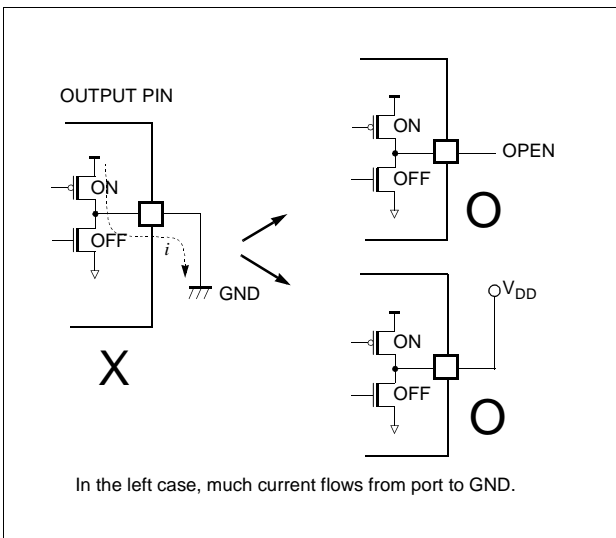 OUTPUT PIN
ON
OFF
i
GND
X
ON
OFF
OPEN
O
ON
OFF
VDD
O
In the left case, much current flows from port to GND.